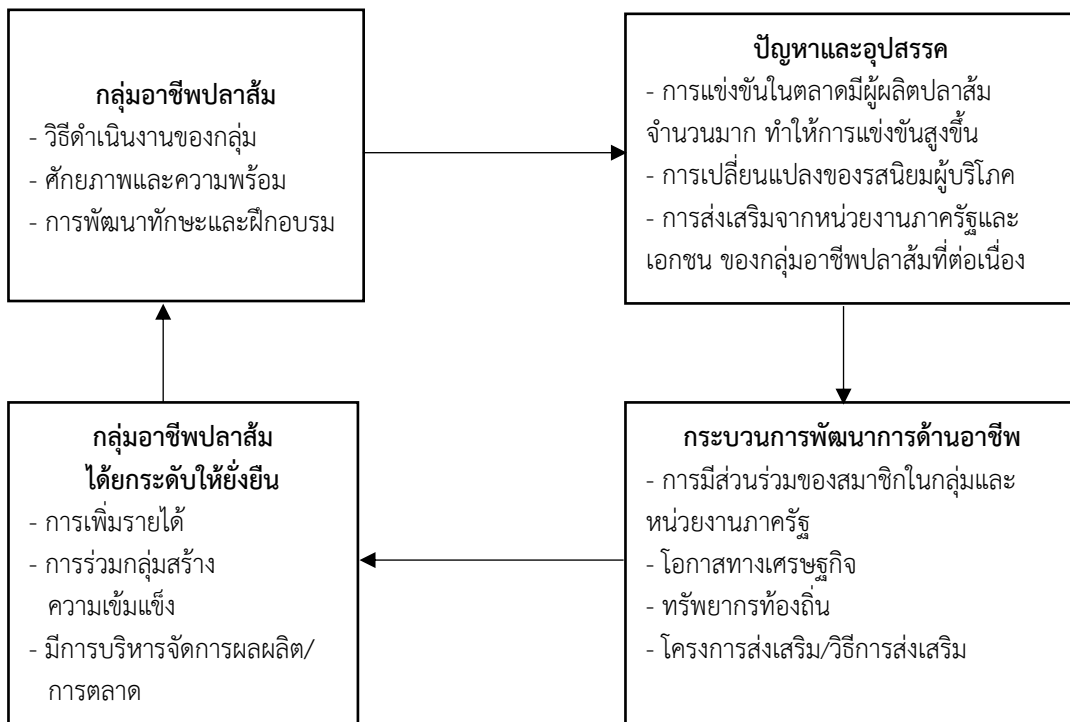 กลุ่มอาชีพปลาส้ม
- วิธีดำเนินงานของกลุ่ม
- ศักยภาพและความพร้อม
- การพัฒนาทักษะและฝึกอบรม
ปัญหาและอุปสรรค
- การแข่งขันในตลาดมีผู้ผลิตปลาส้ม
จำนวนมาก ทำให้การแข่งขันสูงขึ้น
- การเปลี่ยนแปลงของรสนิยมผู้บริโภค
- การส่งเสริมจากหน่วยงานภาครัฐและ
เอกชน ของกลุ่มอาชีพปลาส้มที่ต่อเนื่อง
กลุ่มอาชีพปลาส้ม
ได้ยกระดับให้ยั่งยืน
- การเพิ่มรายได้
- การร่วมกลุ่มสร้าง
ความเข้มแข็ง
- มีการบริหารจัดการผลผลิต/
การตลาด
กระบวนการพัฒนาการด้านอาชีพ
- การมีส่วนร่วมของสมาชิกในกลุ่มและ
หน่วยงานภาครัฐ
- โอกาสทางเศรษฐกิจ
- ทรัพยากรท้องถิ่น
- โครงการส่งเสริม/วิธีการส่งเสริม